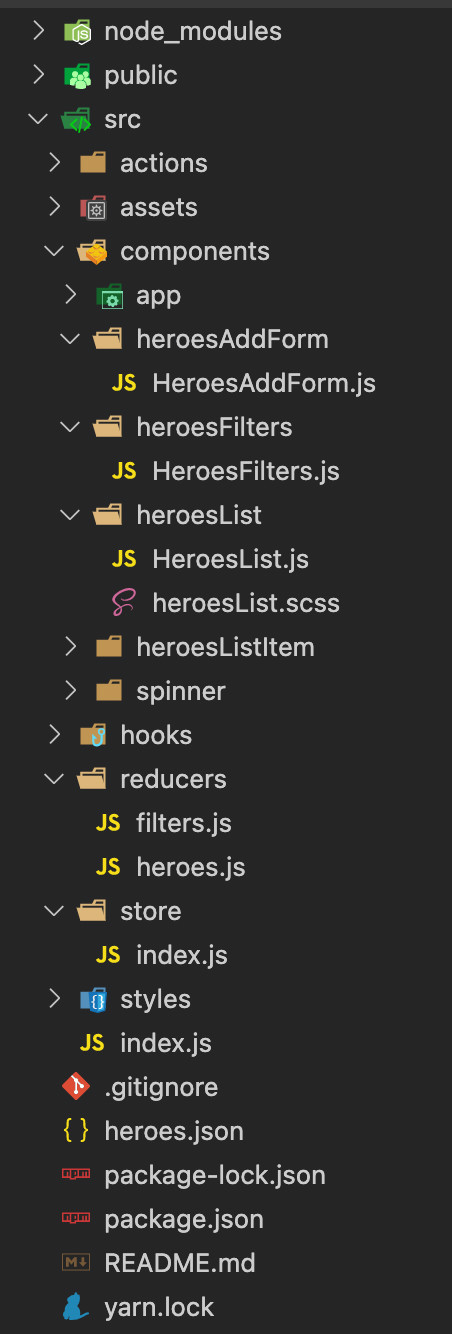 node_modules
public
src
actions
assets
components
app
heroesAddForm
JS HeroesAddForm.js
heroesFilters
JS HeroesFilters.js
heroesList
JS HeroesList.js
heroesList.scss
heroesListItem
spinner
hooks
reducers
JS filters.js
JS heroes.js
store
JS index.js
styles
JS index.js
.gitignore
{ } heroes.json
package-lock.json
package.json
M↓ README.md
yarn.lock